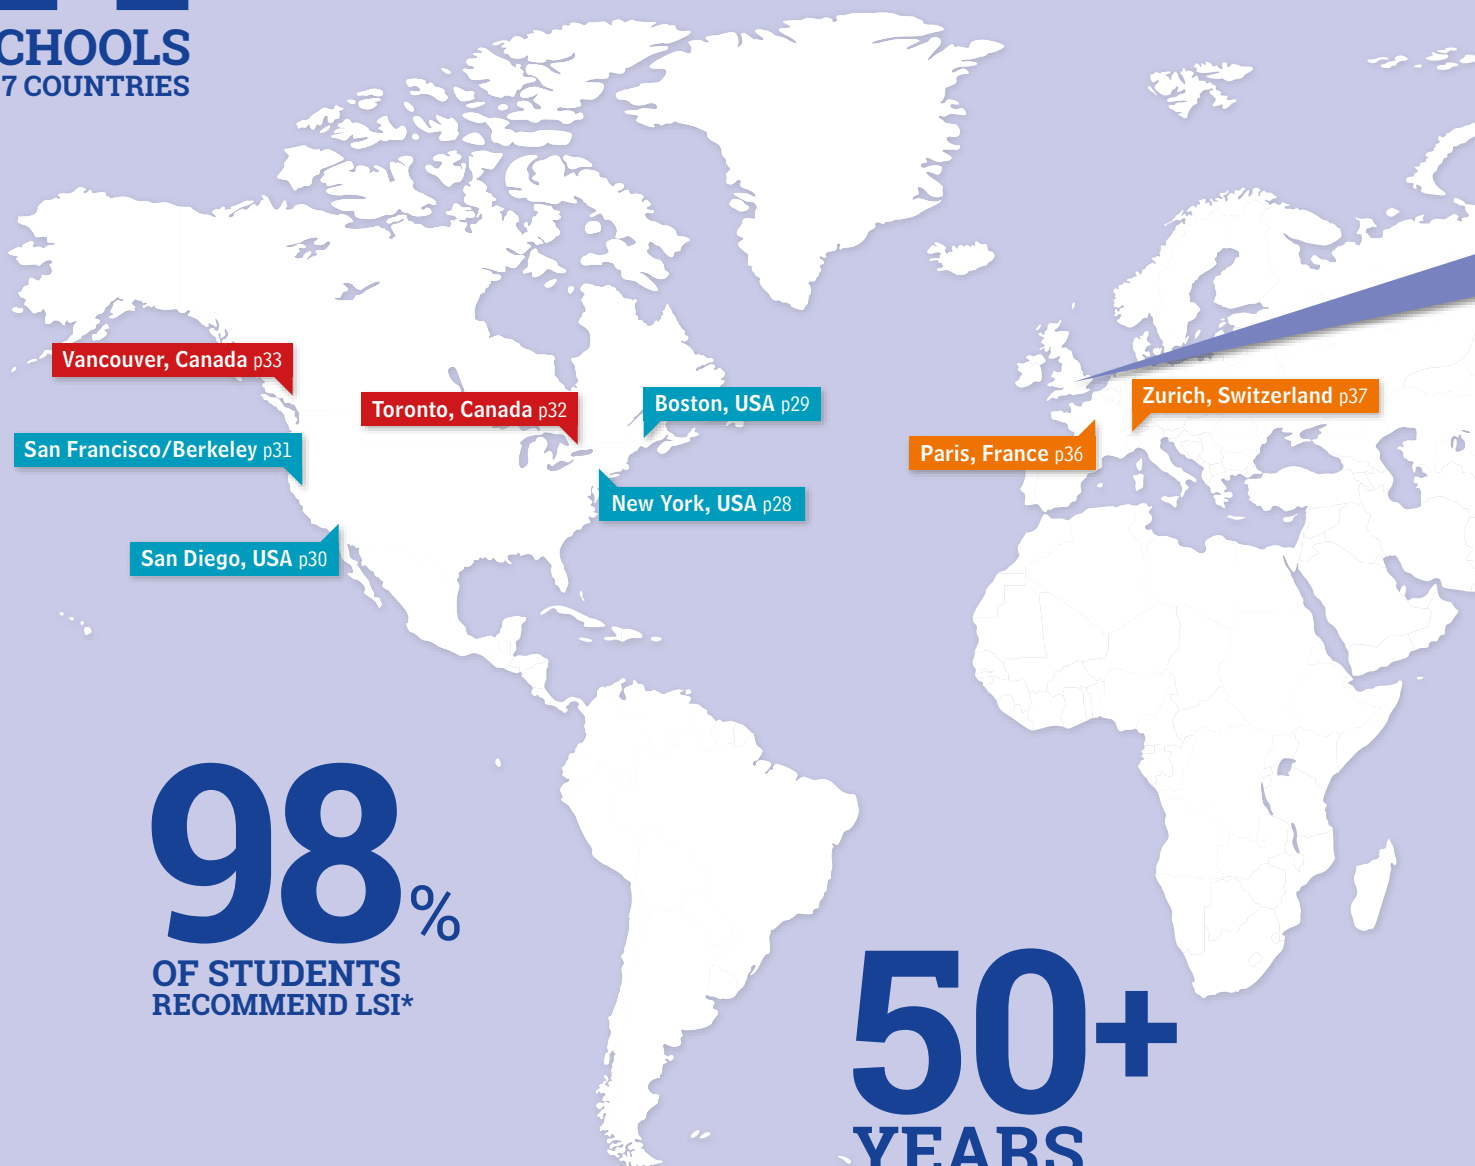 CHOOLS
7 COUNTRIES
Vancouver, Canada p33
Toronto, Canada p32
Boston, USA p29
Zurich, Switzerland p37
San Francisco/Berkeley p31
Paris, France p36
New York, USA p28
San Diego, USA p30
98%
OF STUDENTS
RECOMMEND LSI*
50+
YEARS